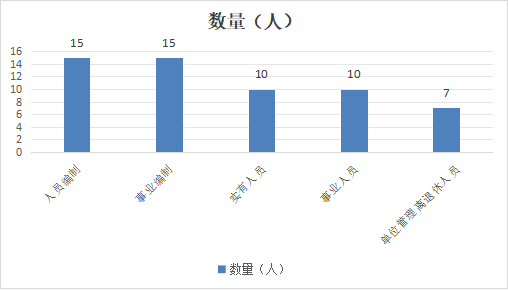 数量（人）
15
15
10
10
7
16
14
12
10
8
6
4
2
0
人员编制
事业编制
实有人员
事业人员
单位管理离退休人员
数量（人）